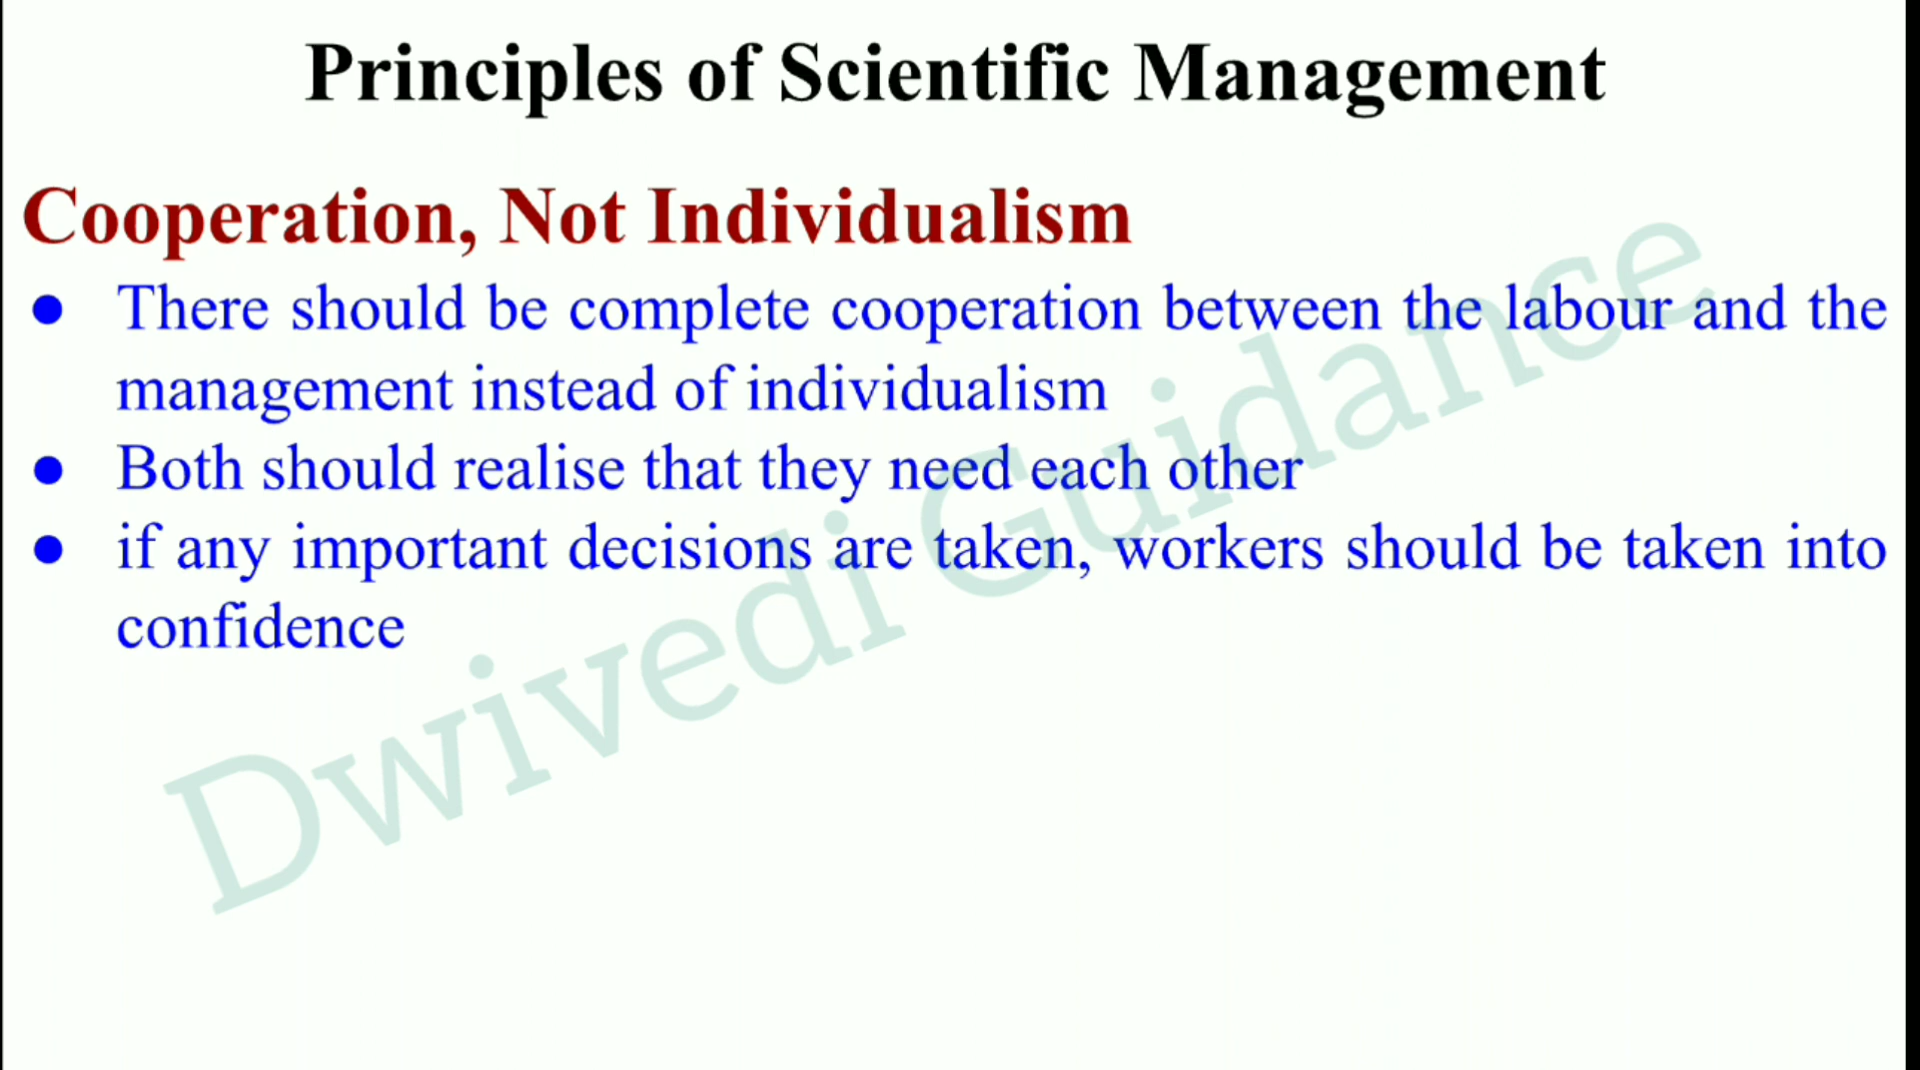 Principles of Scientific Management
Cooperation, Not Individualism
● There should be complete cooperation between the labour and the
management instead of individualism
● Both should realise that they need each other
● if any important decisions are taken, workers should be taken into
confidence
Dwivedi Guidance